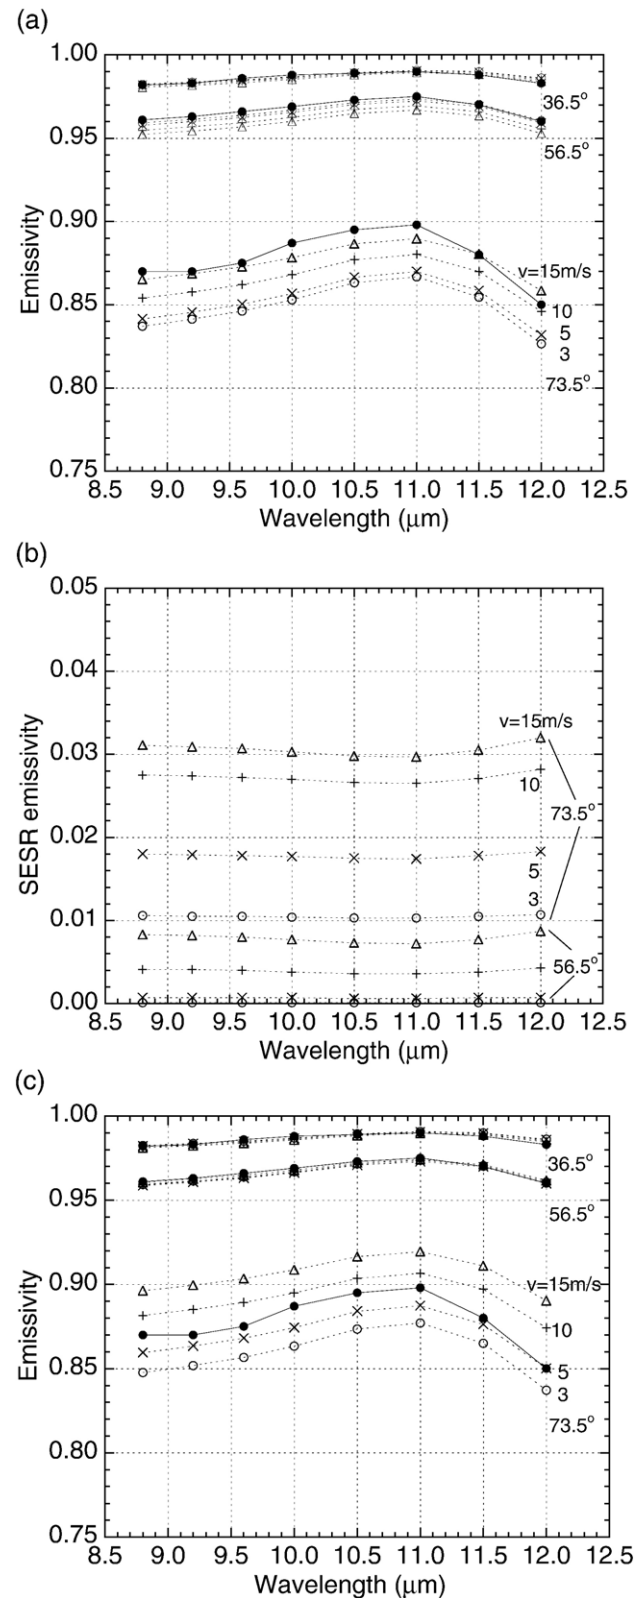 (a)
1.00
36.5°
0.95
56.5°
0.90
v=15m/s
0.85
10
5
3
0.80
73.5°
0.75
8.5 9.0 9.5 10.0 10.5 11.0 11.5 12.0 12.5
Emissivity
Wavelength (μm)
(b)
0.05
0.04
v=15m/s
0.03
10
73.5°
0.02
5
3
0.01
56.5°
0.00
8.5 9.0 9.5 10.0 10.5 11.0 11.5 12.0 12.5
SESR emissivity
Wavelength (μm)
(c)
1.00
36.5°
0.95
56.5°
0.90
v=15m/s
10
0.85
5
3
73.5°
0.80
0.75
8.5 9.0 9.5 10.0 10.5 11.0 11.5 12.0 12.5
Emissivity
Wavelength (μm)